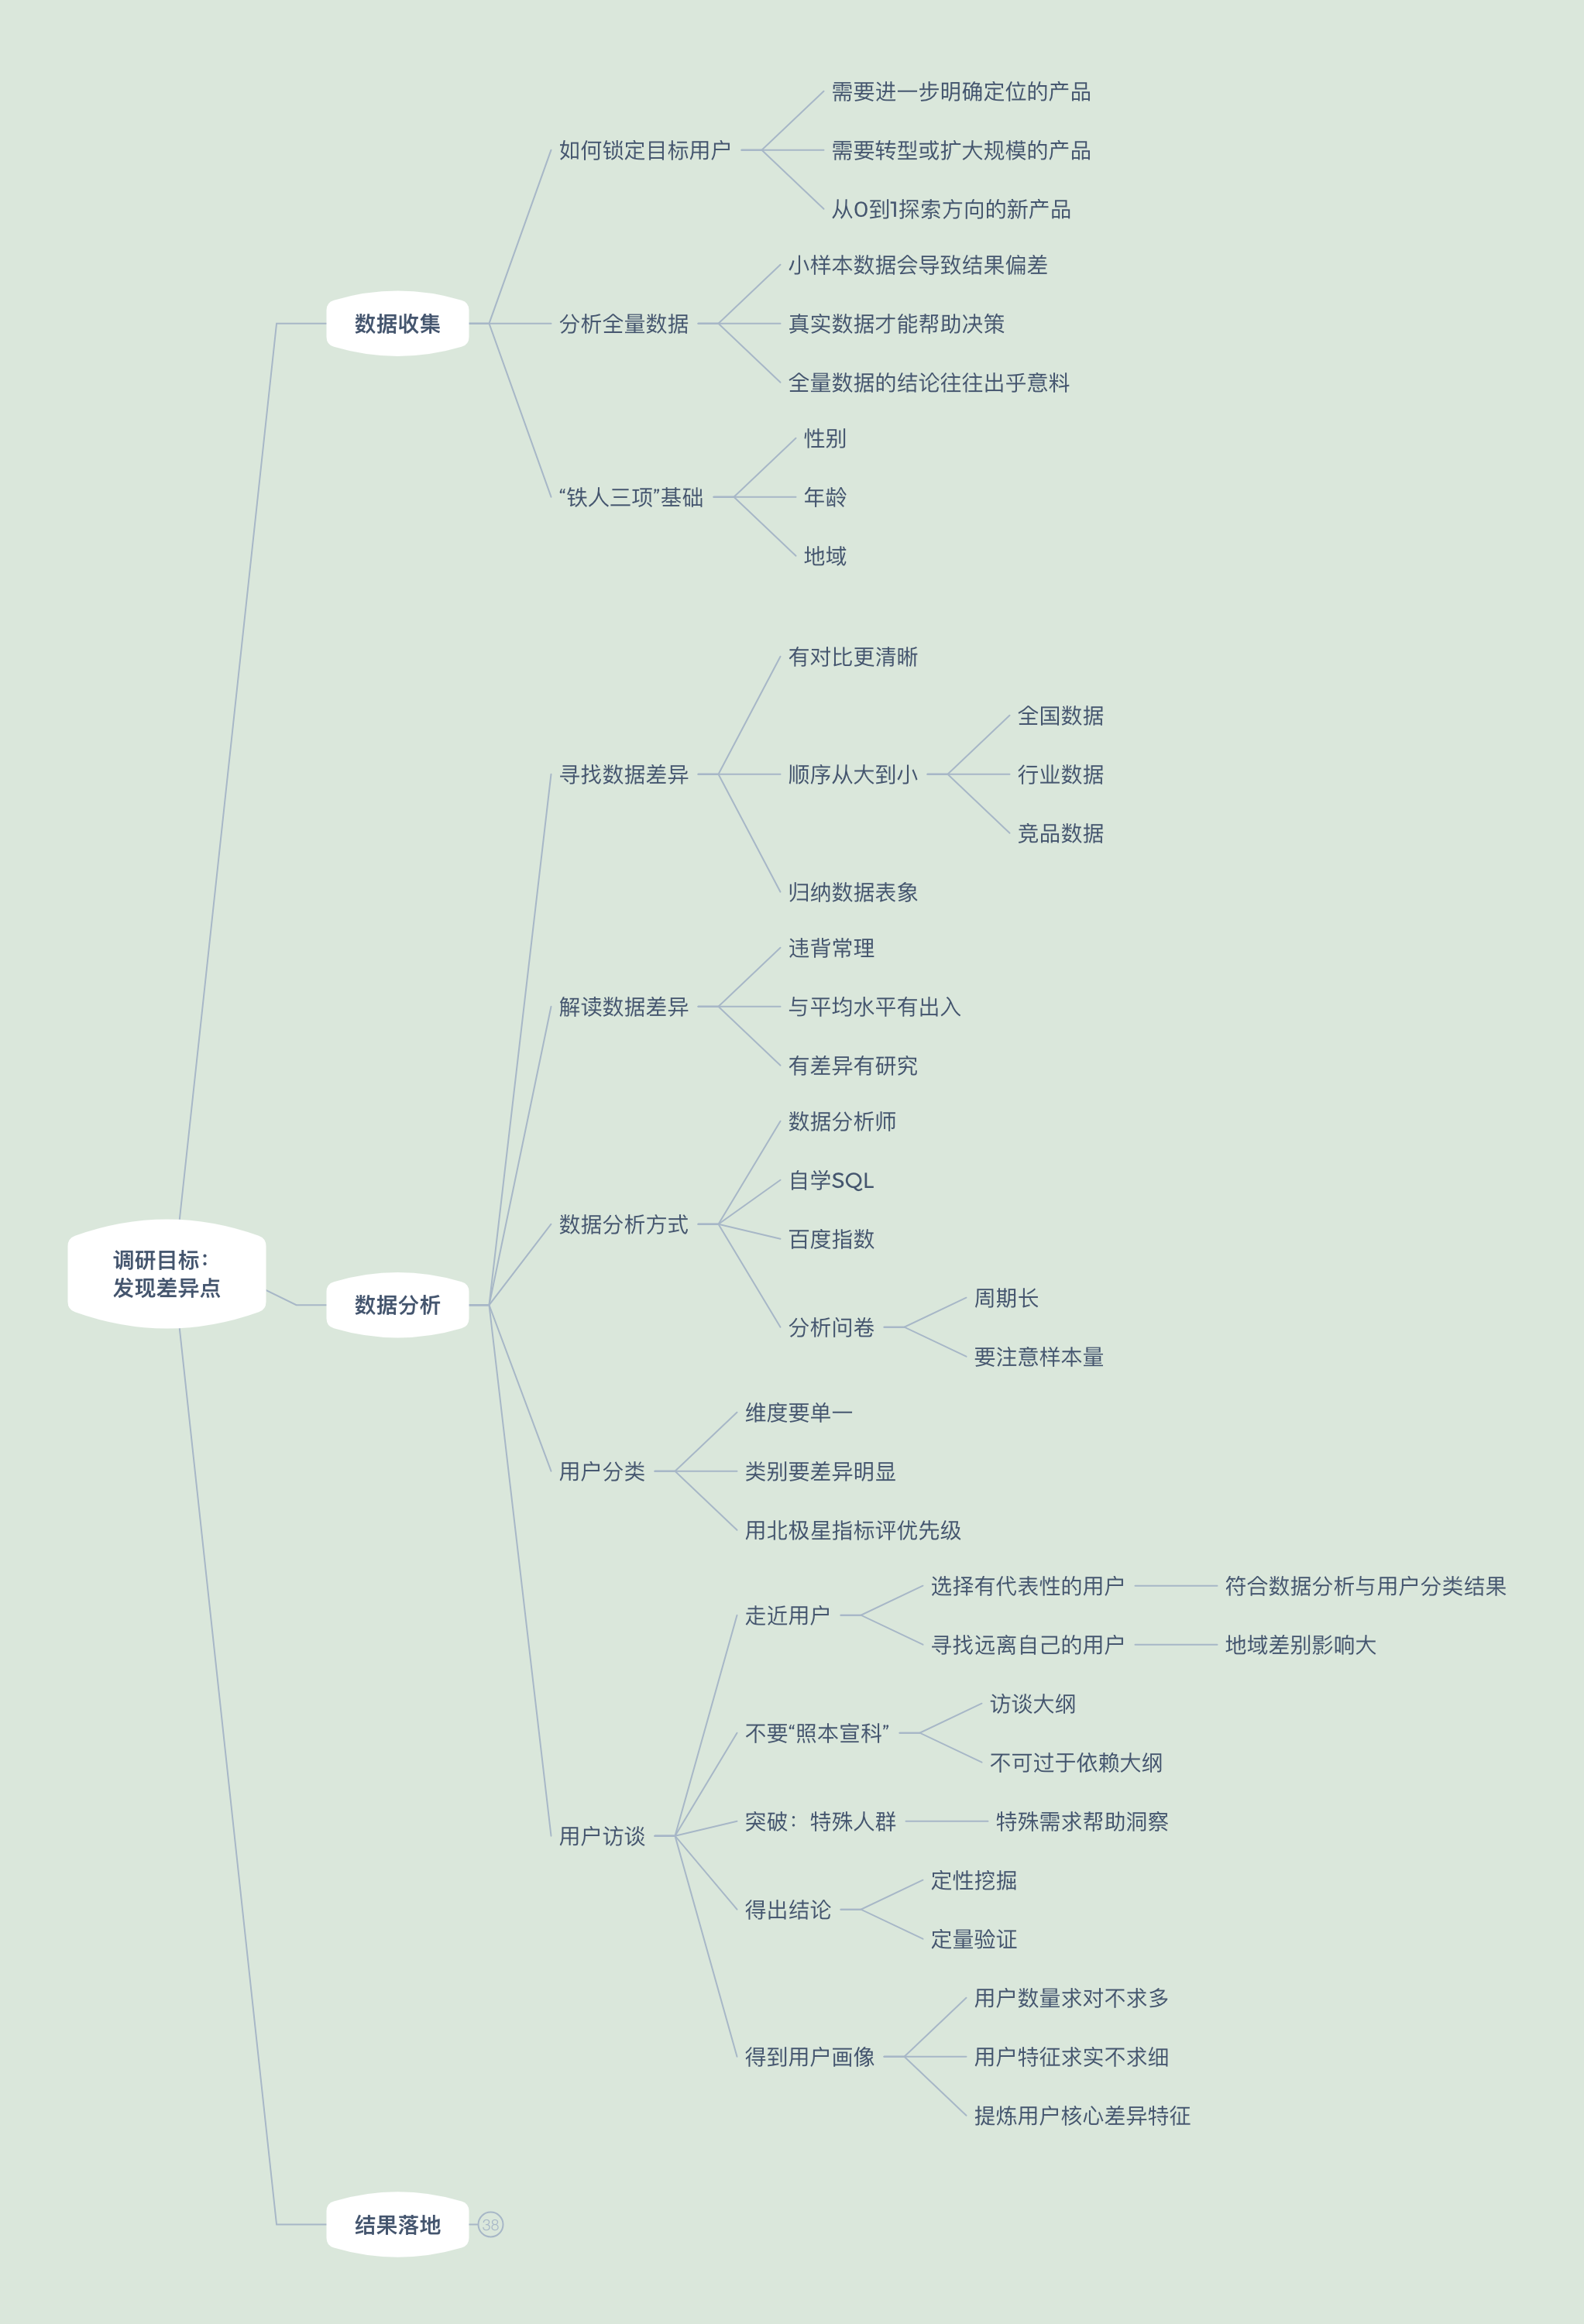 调研目标：
发现差异点
数据收集
如何锁定目标用户
需要进一步明确定位的产品
需要转型或扩大规模的产品
从0到1探索方向的新产品
分析全量数据
小样本数据会导致结果偏差
真实数据才能帮助决策
全量数据的结论往往出乎意料
“铁人三项”基础
性别
年龄
地域
数据分析
寻找数据差异
有对比更清晰
顺序从大到小
全国数据
行业数据
竞品数据
归纳数据表象
解读数据差异
违背常理
与平均水平有出入
有差异有研究
数据分析方式
数据分析师
自学SQL
百度指数
分析问卷
周期长
要注意样本量
用户分类
维度要单一
类别要差异明显
用北极星指标评优先级
用户访谈
走近用户
选择有代表性的用户
符合数据分析与用户分类结果
寻找远离自己的用户
地域差别影响大
不要“照本宣科”
访谈大纲
不可过于依赖大纲
突破：特殊人群
特殊需求帮助洞察
得出结论
定性挖掘
定量验证
得到用户画像
用户数量求对不求多
用户特征求实不求细
提炼用户核心差异特征
结果落地
38